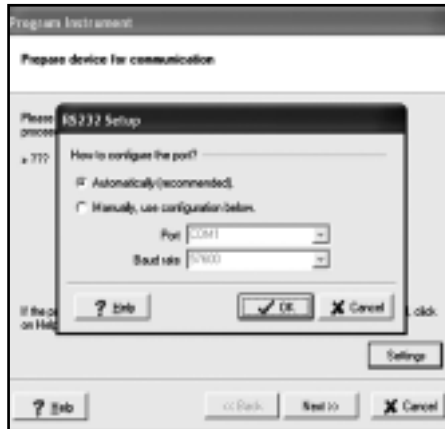 Program Instrument
Prepare device for communication
Please
proceed
RS232 Setup
How to configure the port?
Automatically (recommended).
Manually, use configuration below.
Port COM1
Baud rate 57600
? Help OK Cancel
If the p
, click
on Help
Settings
? Help << Back Next >> Cancel